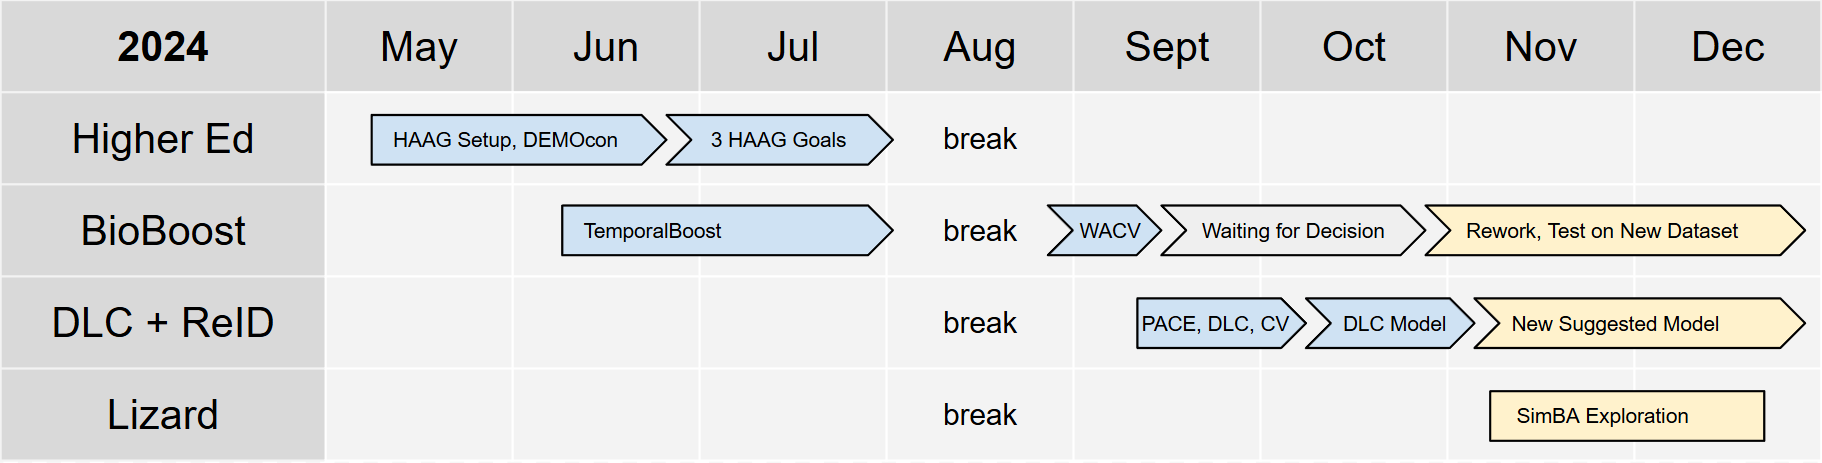 2024 May Jun Jul Aug Sept Oct Nov Dec
Higher Ed HAAG Setup, DEMOcon 3 HAAG Goals break
BioBoost TemporalBoost break WACV Waiting for Decision Rework, Test on New Dataset
DLC + ReID break PACE, DLC, CV DLC Model New Suggested Model
Lizard break SimBA Exploration